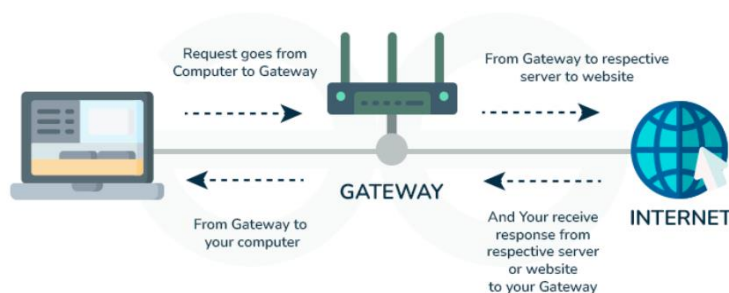 Request goes from
Computer to Gateway
From Gateway to respective
server to website
GATEWAY
INTERNET
From Gateway to
your computer
And Your receive
response from
respective server
or website
to your Gateway